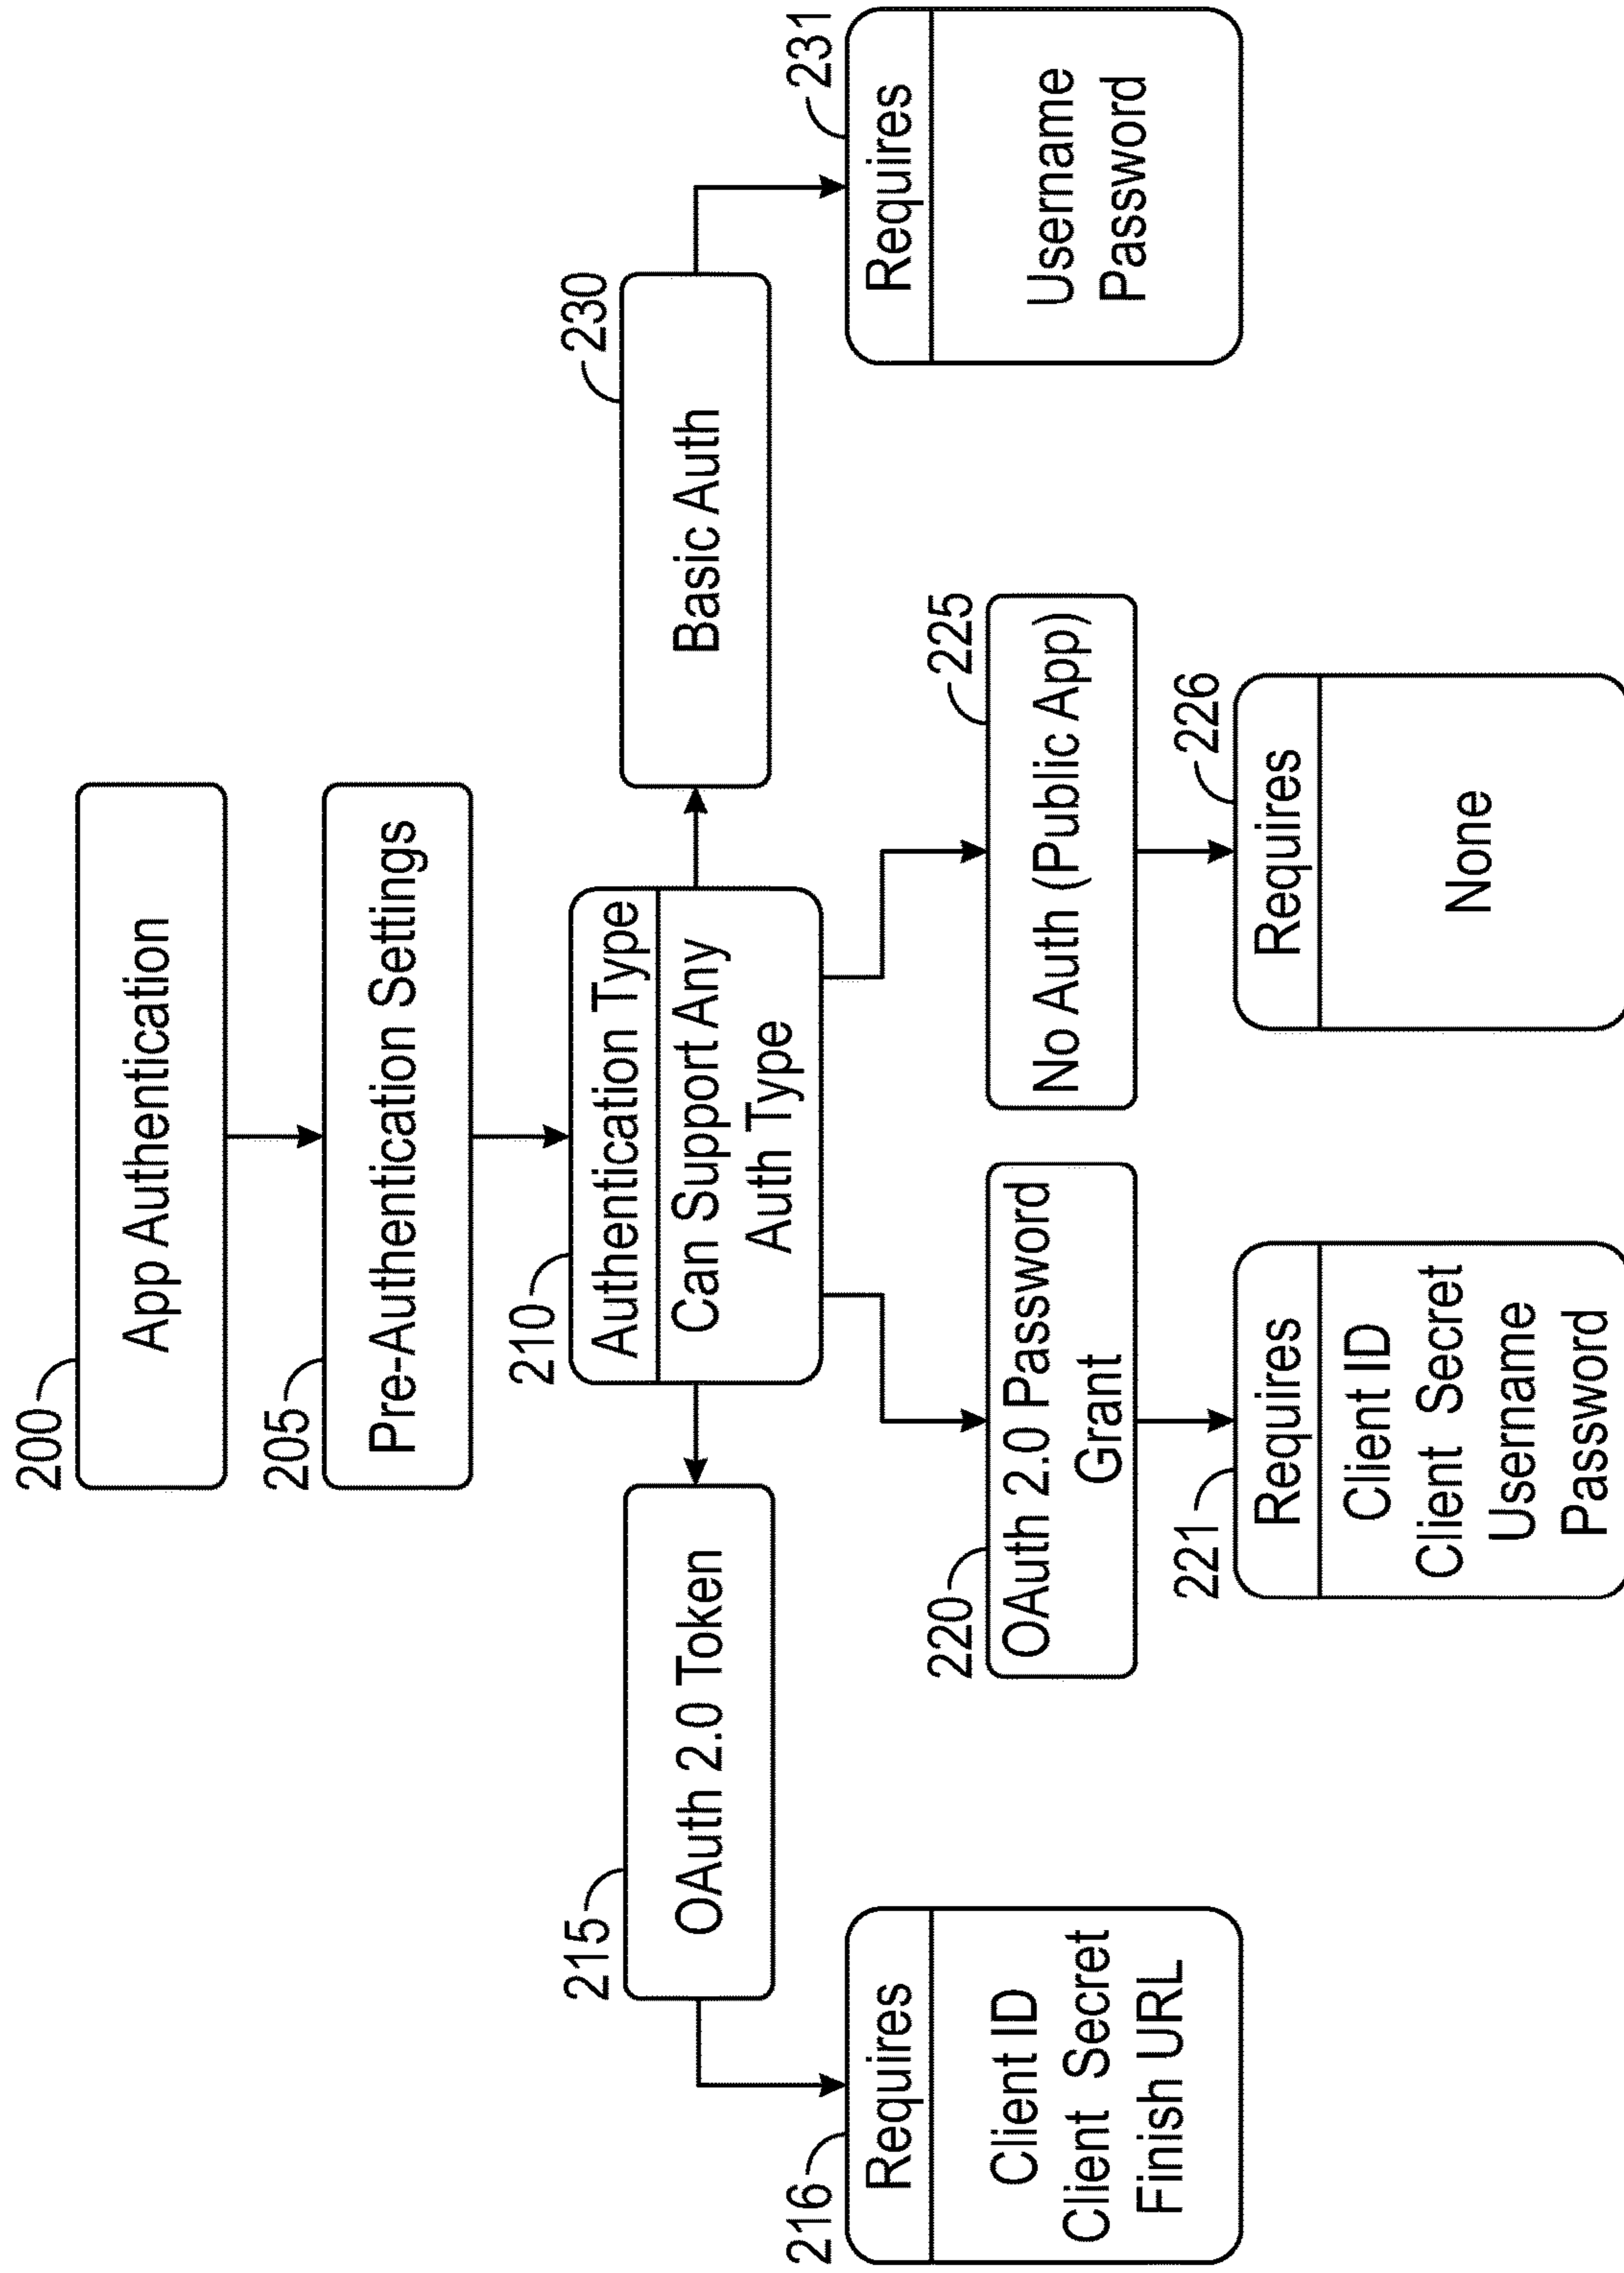 200
App Authentication
205
Pre-Authentication Settings
210
Authentication Type
Can Support Any
Auth Type
215
OAuth 2.0 Token
230
Basic Auth
216
Requires
Client ID
Client Secret
Finish URL
220
OAuth 2.0 Password
Grant
225
No Auth (Public App)
231
Requires
Username
Password
221
Requires
Client ID
Client Secret
Username
Password
226
Requires
None